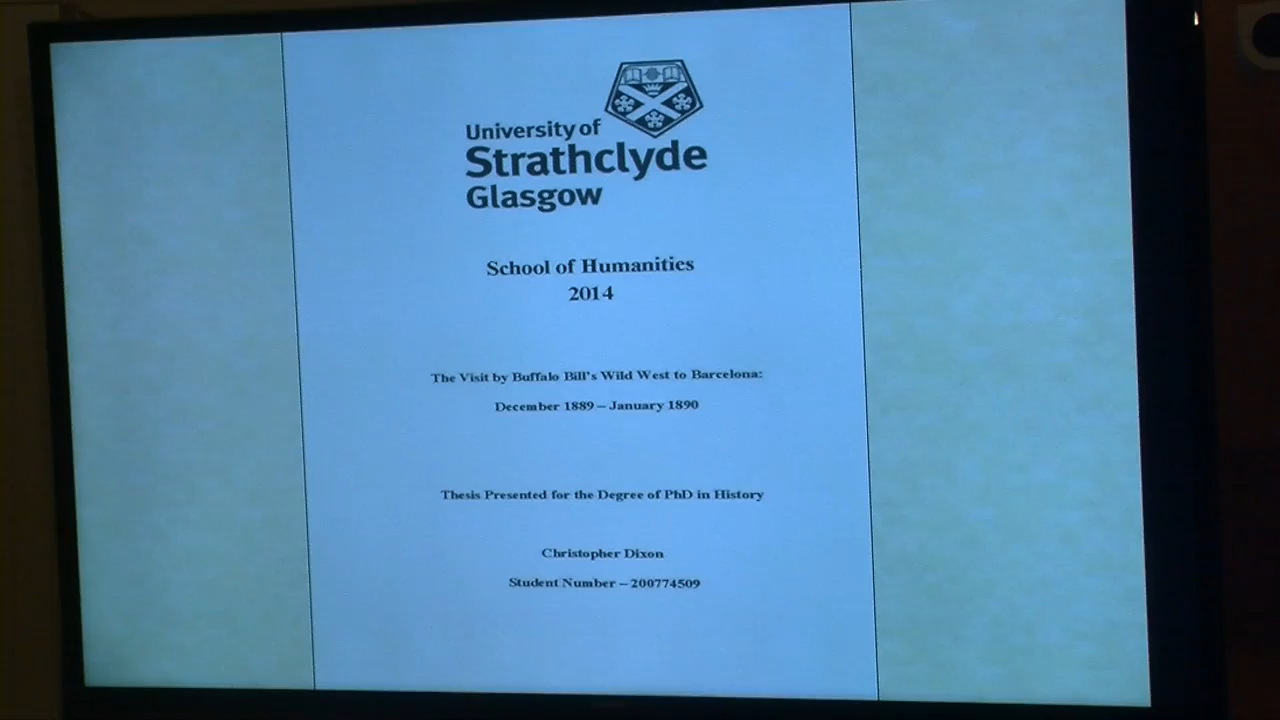 University of
Strathclyde
Glasgow
School of Humanities
2014
The Visit by Buffalo Bill's Wild West to Barcelona:
December 1889 – January 1890
Thesis Presented for the Degree of PhD in History
Christopher Dixon
Student Number – 200774509